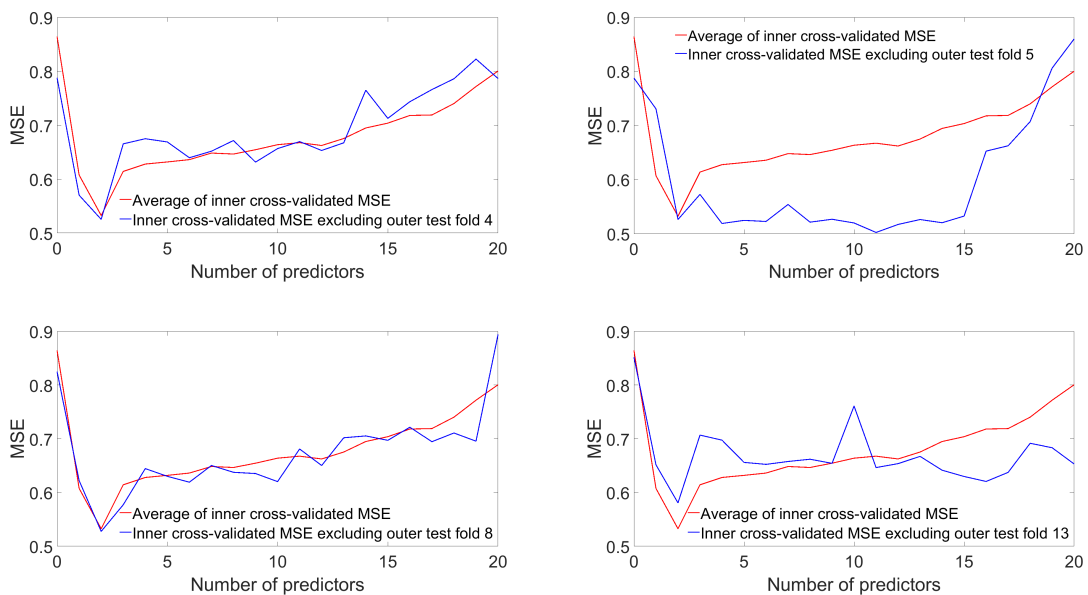 0.9
0.8
0.7
0.6
0.5
MSE
Average of inner cross-validated MSE
Inner cross-validated MSE excluding outer test fold 4
0
5
10
15
20
Number of predictors
0.9
0.8
0.7
0.6
0.5
MSE
Average of inner cross-validated MSE
Inner cross-validated MSE excluding outer test fold 5
0
5
10
15
20
Number of predictors
0.9
0.8
0.7
0.6
0.5
MSE
Average of inner cross-validated MSE
Inner cross-validated MSE excluding outer test fold 8
0
5
10
15
20
Number of predictors
0.9
0.8
0.7
0.6
0.5
MSE
Average of inner cross-validated MSE
Inner cross-validated MSE excluding outer test fold 13
0
5
10
15
20
Number of predictors